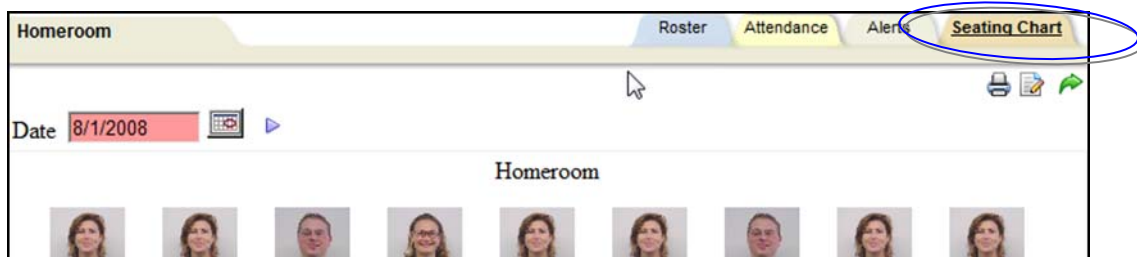 Homeroom Roster Attendance Alerts Seating Chart
Date 8/1/2008
Homeroom